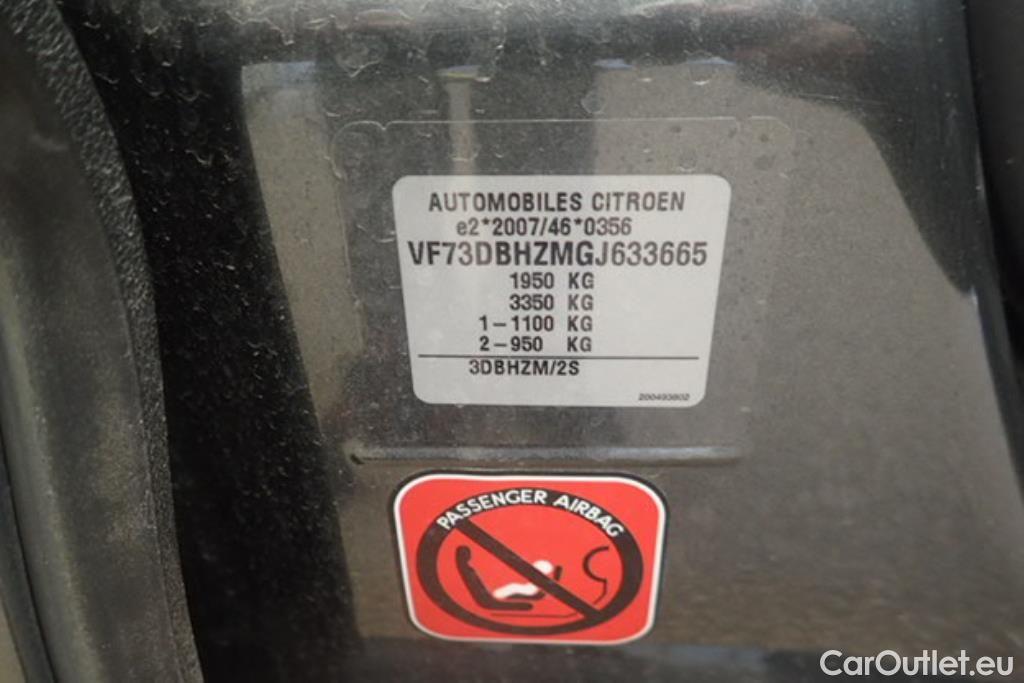 AUTOMOBILES CITROEN
e2*2007/46*0356
VF73DBHZMGJ633665
1950 KG
3350 KG
1-1100 KG
2-950 KG
3DBHZM/2S
200493802
PASSENGER AIRBAG
CarOutlet.eu